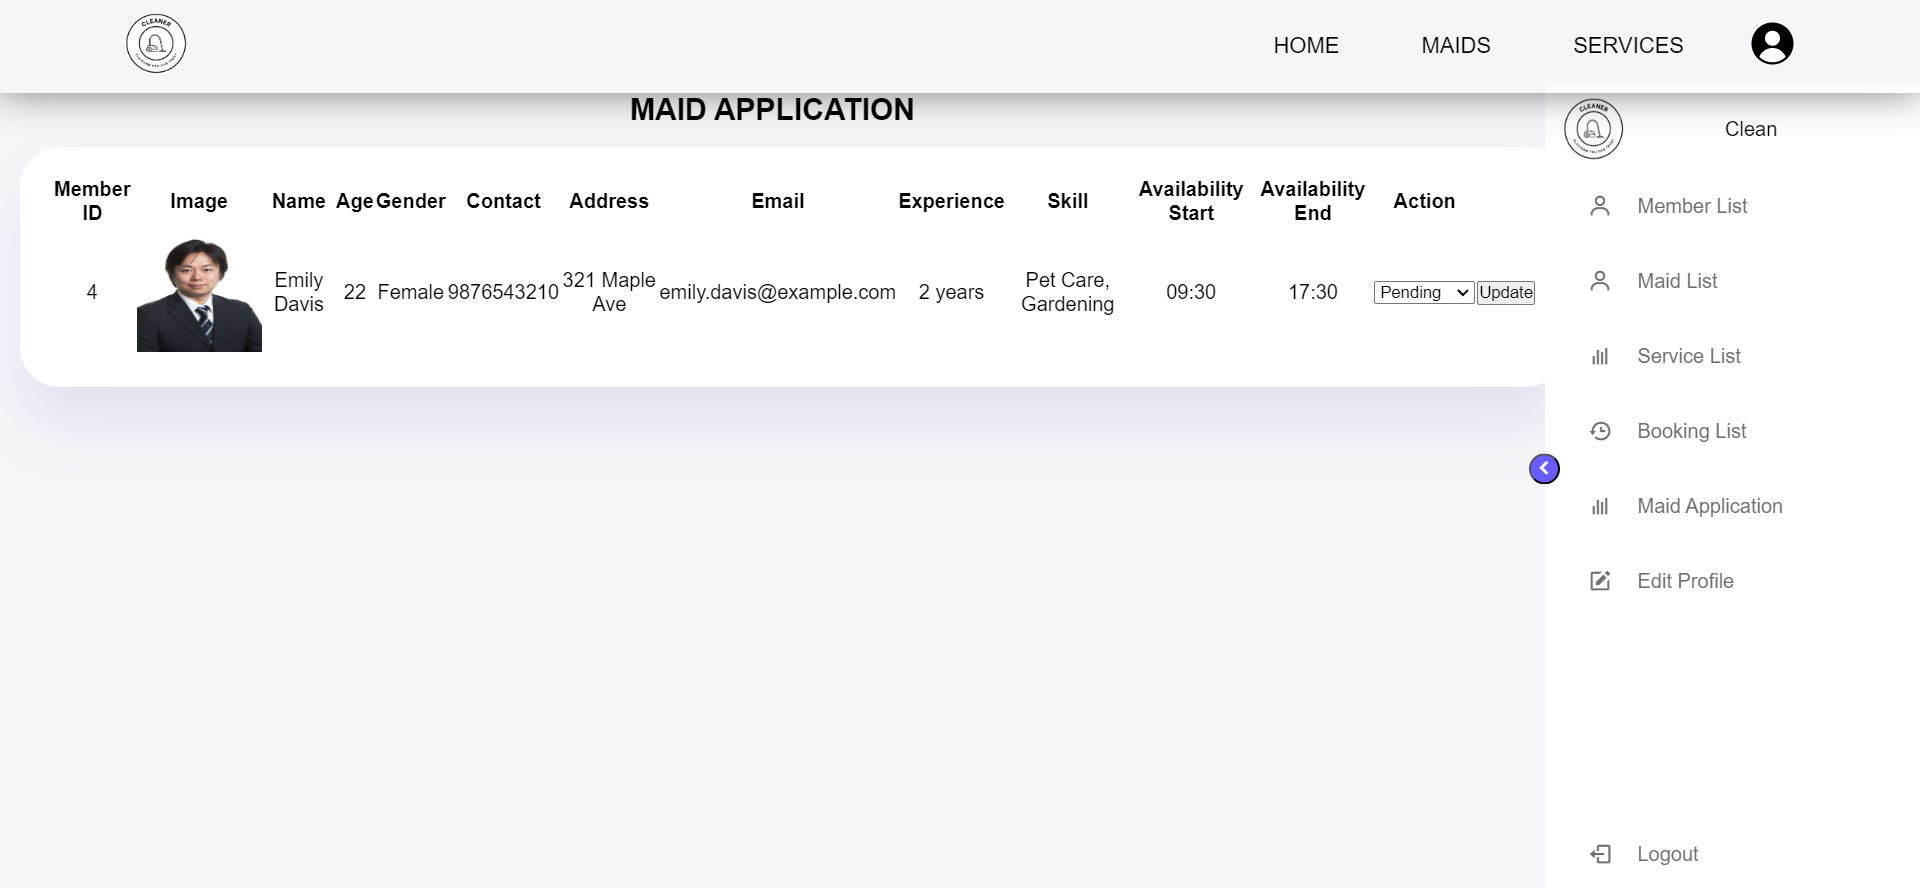 CLEANER
HOME
MAIDS
SERVICES
MAID APPLICATION
CLEANER
Clean
Member ID
Image
Name
Age
Gender
Contact
Address
Email
Experience
Skill
Availability Start
Availability End
Action
4
Emily Davis
22
Female
9876543210
321 Maple Ave
emily.davis@example.com
2 years
Pet Care, Gardening
09:30
17:30
Pending
Update
Member List
Maid List
Service List
Booking List
Maid Application
Edit Profile
Logout